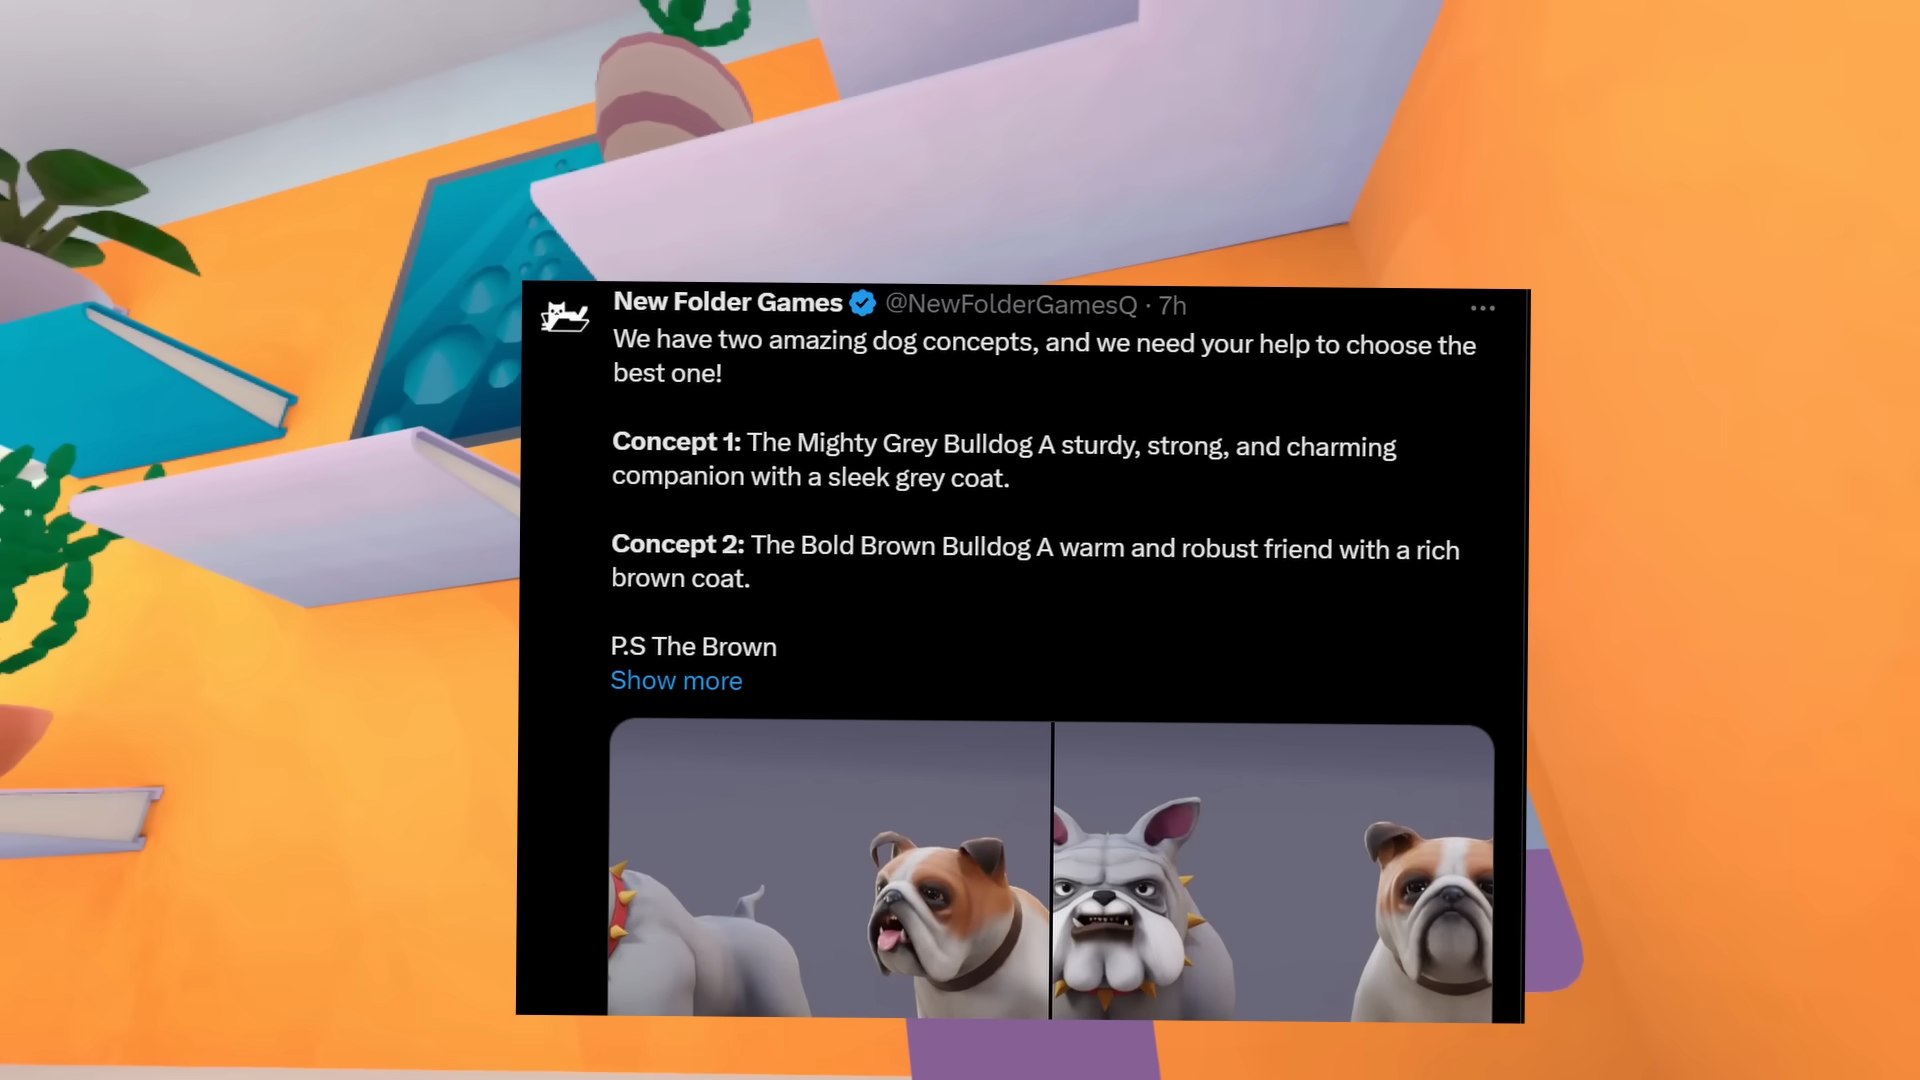 New Folder Games @NewFolderGamesQ · 7h
We have two amazing dog concepts, and we need your help to choose the
best one!
Concept 1: The Mighty Grey Bulldog A sturdy, strong, and charming
companion with a sleek grey coat.
Concept 2: The Bold Brown Bulldog A warm and robust friend with a rich
brown coat.
P.S The Brown
Show more